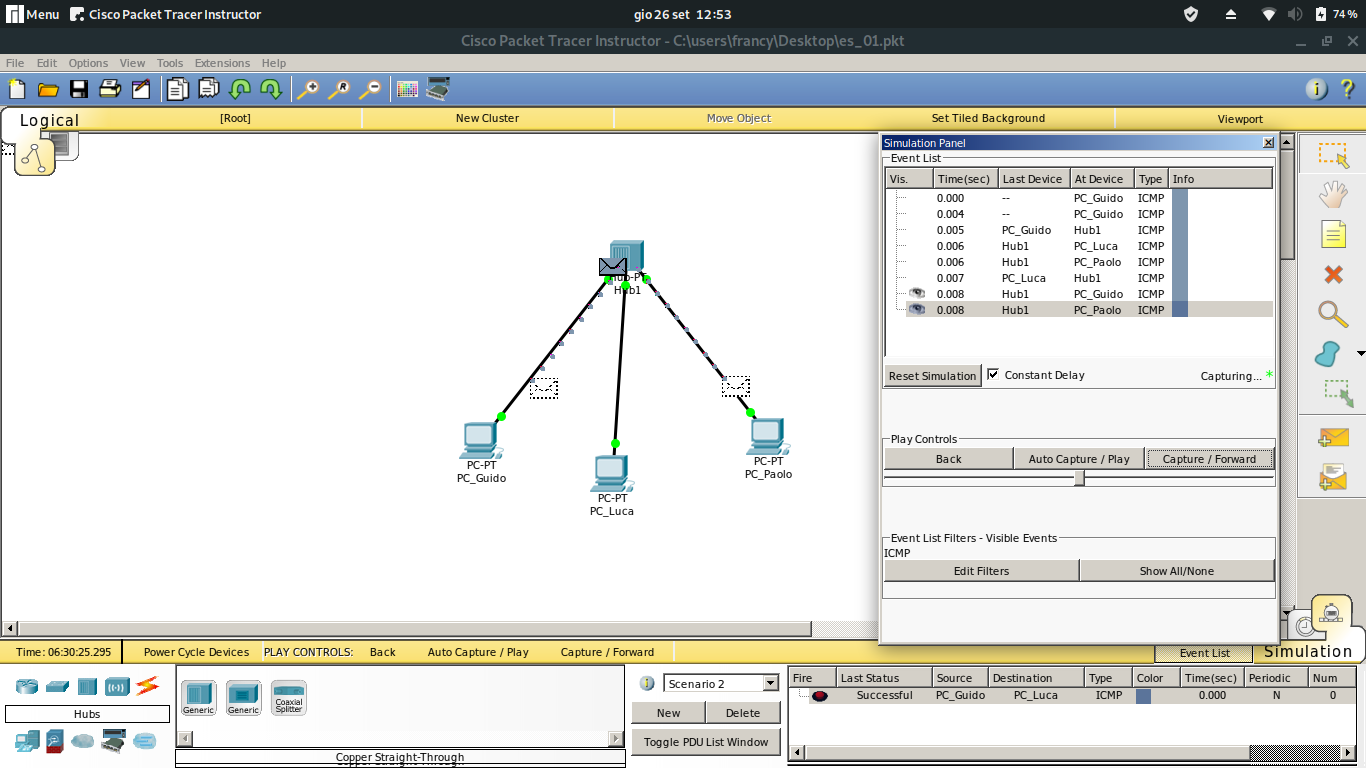 Menu Cisco Packet Tracer Instructor gio 26 set 12:53 74%
Cisco Packet Tracer Instructor - C:\users\francy\Desktop\es_01.pkt
File Edit Options View Tools Extensions Help
Logical [Root] New Cluster Move Object Set Tiled Background Viewport
Simulation Panel
Event List
Vis. Time(sec) Last Device At Device Type Info
0.000 -- PC_Guido ICMP
0.004 -- PC_Guido ICMP
0.005 PC_Guido Hub1 ICMP
0.006 Hub1 PC_Luca ICMP
0.006 Hub1 PC_Paolo ICMP
0.007 PC_Luca Hub1 ICMP
0.008 Hub1 PC_Guido ICMP
0.008 Hub1 PC_Paolo ICMP
Reset Simulation Constant Delay Capturing... *
Play Controls
Back Auto Capture / Play Capture / Forward
Event List Filters - Visible Events
ICMP
Edit Filters Show All/None
Hub-PT
Hub1
PC-PT
PC_Guido
PC-PT
PC_Luca
PC-PT
PC_Paolo
Time: 06:30:25.295 Power Cycle Devices PLAY CONTROLS: Back Auto Capture / Play Capture / Forward Event List Simulation
Hubs
Generic Generic Coaxial Splitter
Copper Straight-Through
Scenario 2
New Delete
Toggle PDU List Window
Fire Last Status Source Destination Type Color Time(sec) Periodic Num
Successful PC_Guido PC_Luca ICMP 0.000 N 0